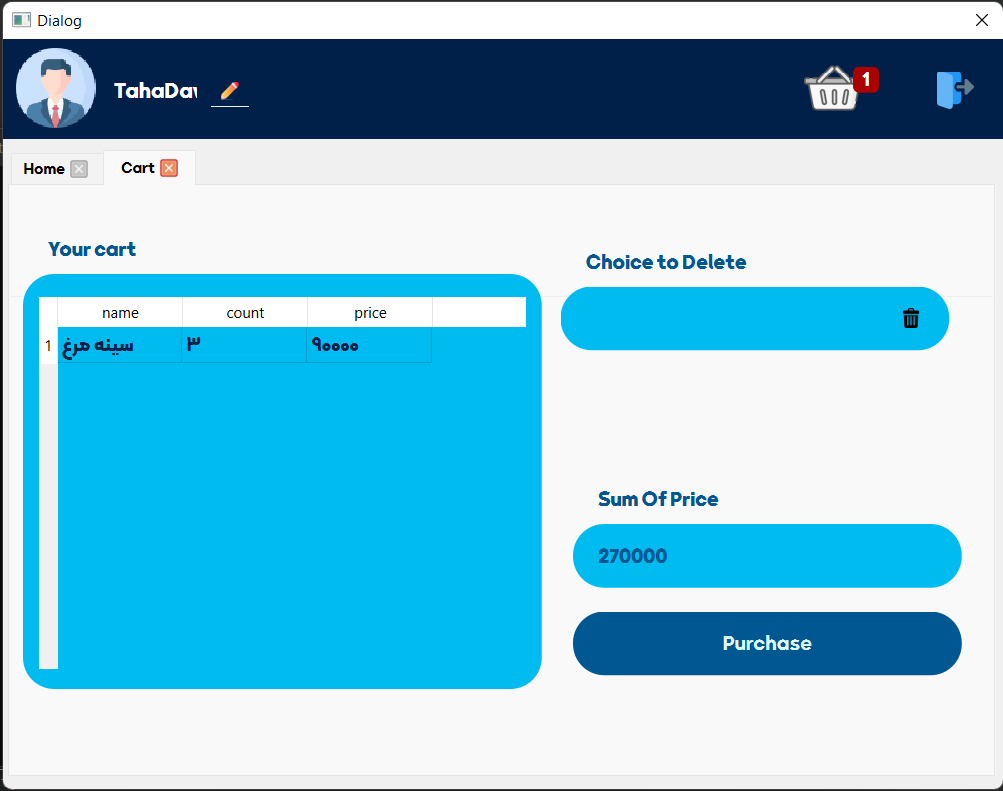 Dialog
TahaDav
1
Home
Cart
Your cart
name count price
1 سینه مرغ ۳ ۹۰۰۰۰
Choice to Delete
Sum Of Price
270000
Purchase